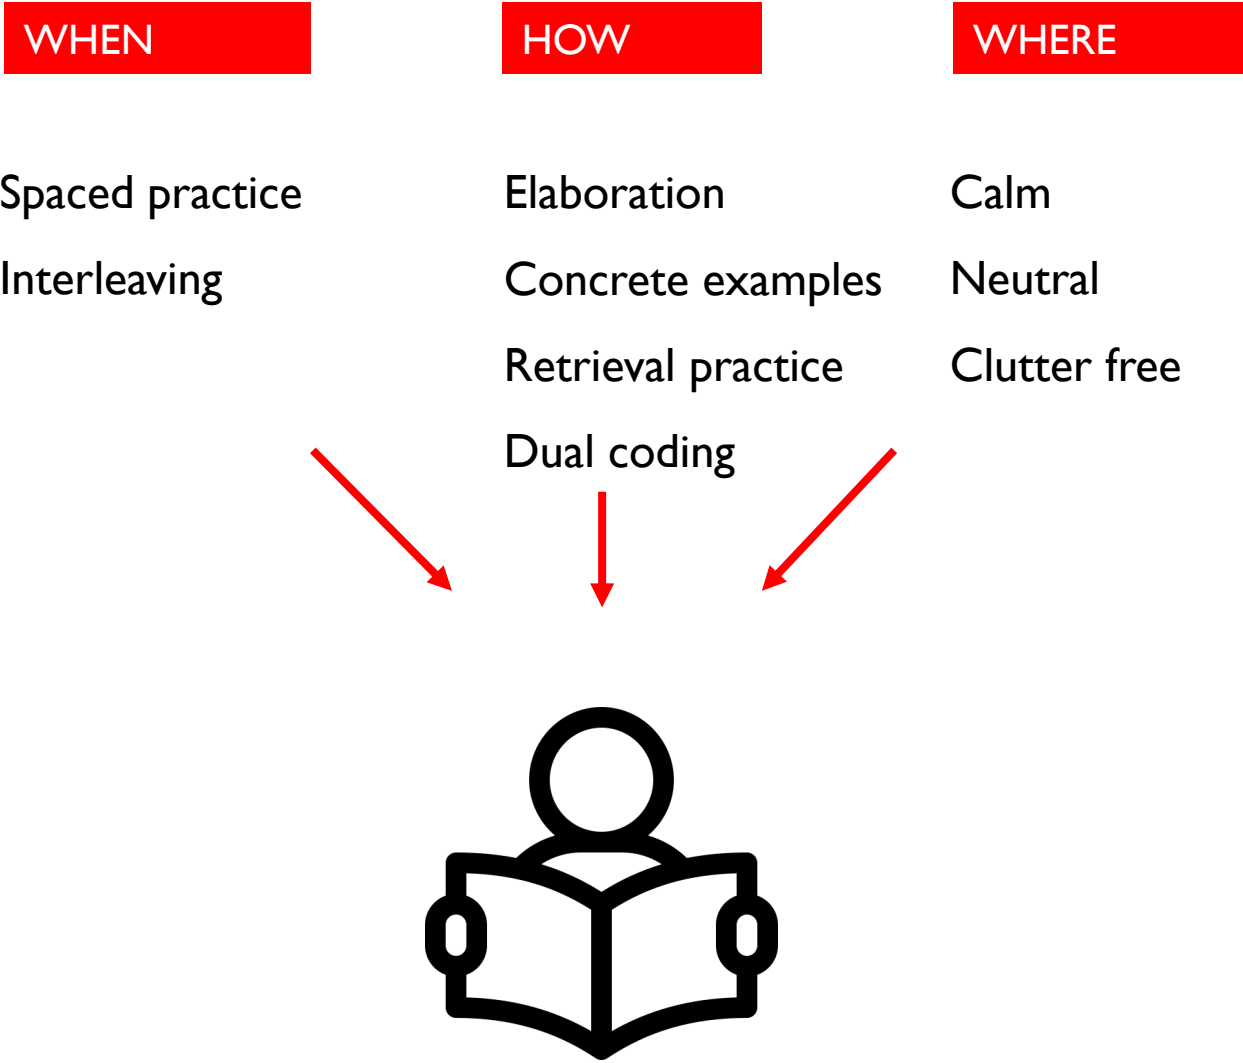 WHEN
Spaced practice
Interleaving
HOW
Elaboration
Concrete examples
Retrieval practice
Dual coding
WHERE
Calm
Neutral
Clutter free